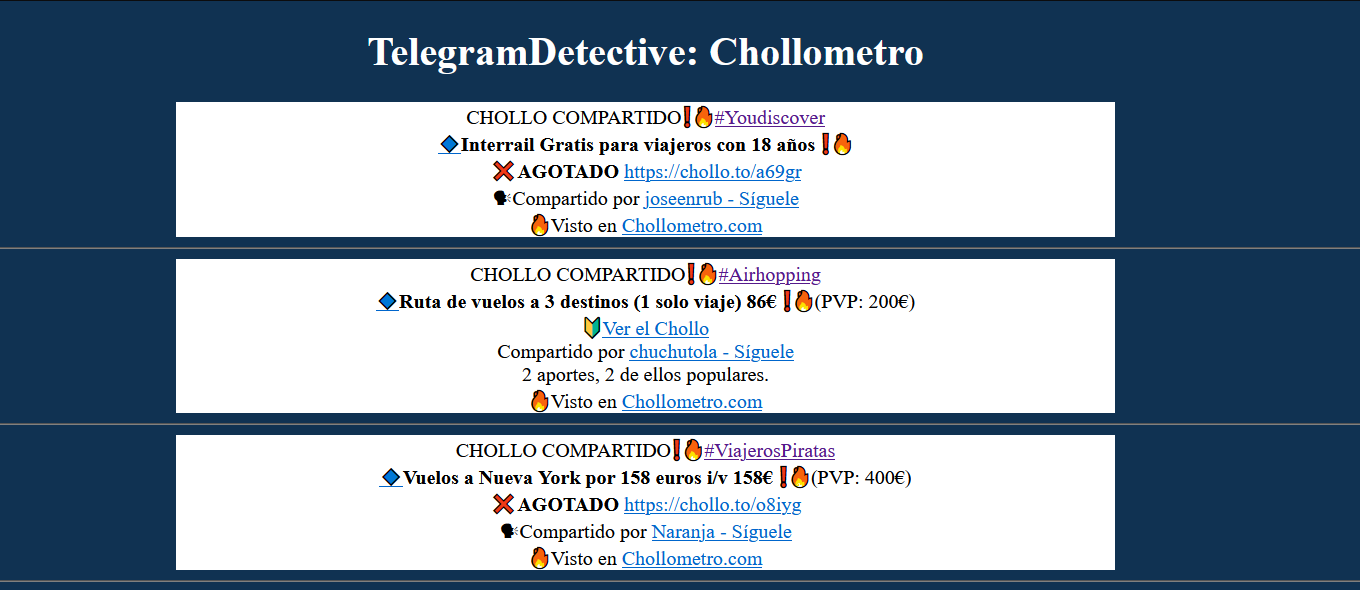 TelegramDetective: Chollometro
CHOLLO COMPARTIDO❗🔥#Youdiscover
🔷Interrail Gratis para viajeros con 18 años❗🔥
❌ AGOTADO https://chollo.to/a69gr
🗣Compartido por joseenrub - Síguele
🔥Visto en Chollometro.com
CHOLLO COMPARTIDO❗🔥#Airhopping
🔷Ruta de vuelos a 3 destinos (1 solo viaje) 86€❗🔥(PVP: 200€)
🔰Ver el Chollo
Compartido por chuchutola - Síguele
2 aportes, 2 de ellos populares.
🔥Visto en Chollometro.com
CHOLLO COMPARTIDO❗🔥#ViajerosPiratas
🔷Vuelos a Nueva York por 158 euros i/v 158€❗🔥(PVP: 400€)
❌ AGOTADO https://chollo.to/o8iyg
🗣Compartido por Naranja - Síguele
🔥Visto en Chollometro.com